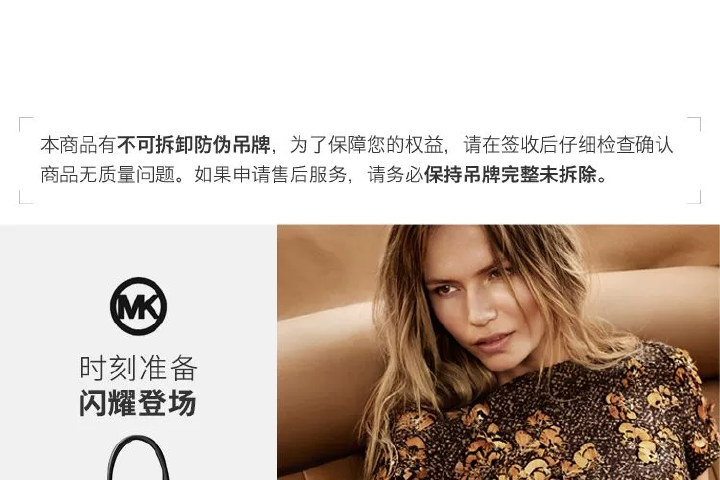 本商品有不可拆卸防伪吊牌，为了保障您的权益，请在签收后仔细检查确认
商品无质量问题。如果申请售后服务，请务必保持吊牌完整未拆除。
MK
时刻准备
闪耀登场